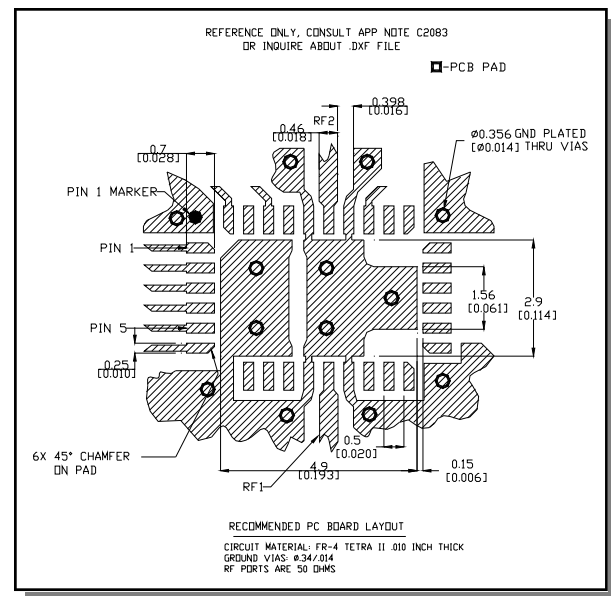 REFERENCE ONLY, CONSULT APP NOTE C2083
OR INQUIRE ABOUT .DXF FILE
-PCB PAD
0.398
[0.016]
RF2
0.46
[0.018]
Ø0.356 GND PLATED
[Ø0.014] THRU VIAS
0.7
[0.028]
PIN 1 MARKER
PIN 1
1.56
[0.061]
2.9
[0.114]
PIN 5
0.25
[0.010]
0.5
[0.020]
6X 45° CHAMFER
ON PAD
4.9
[0.193]
0.15
[0.006]
RF1
RECOMMENDED PC BOARD LAYOUT
CIRCUIT MATERIAL: FR-4 TETRA II .010 INCH THICK
GROUND VIAS: Ø.34/.014
RF PORTS ARE 50 OHMS